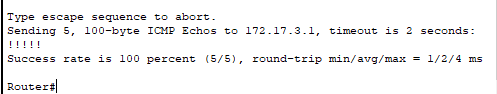 Type escape sequence to abort.
Sending 5, 100-byte ICMP Echos to 172.17.3.1, timeout is 2 seconds:
!!!!!
Success rate is 100 percent (5/5), round-trip min/avg/max = 1/2/4 ms
Router#